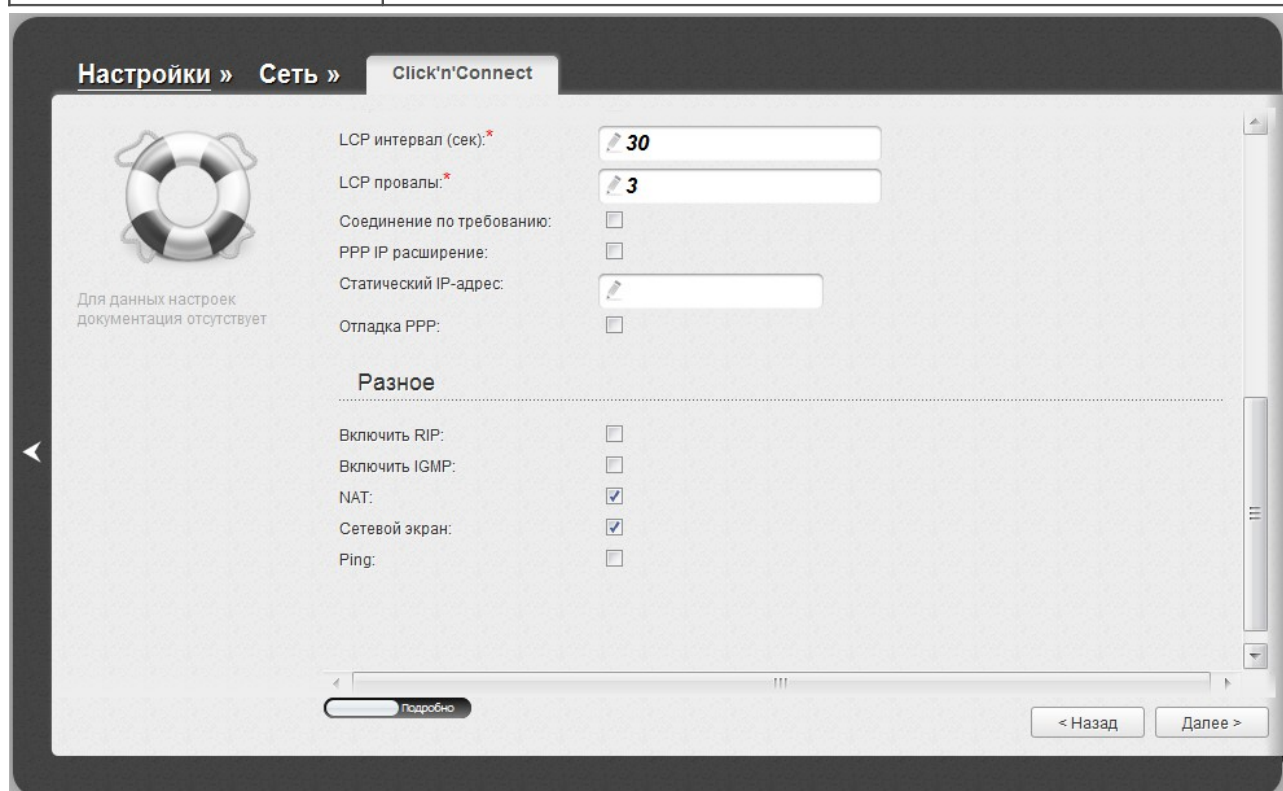 Настройки » Сеть » Click'n'Connect
Для данных настроек
документация отсутствует
LCP интервал (сек):* 30
LCP провалы:* 3
Соединение по требованию:
PPP IP расширение:
Статический IP-адрес:
Отладка PPP:
Разное
Включить RIP:
Включить IGMP:
NAT:
Сетевой экран:
Ping:
Подробно
< Назад Далее >